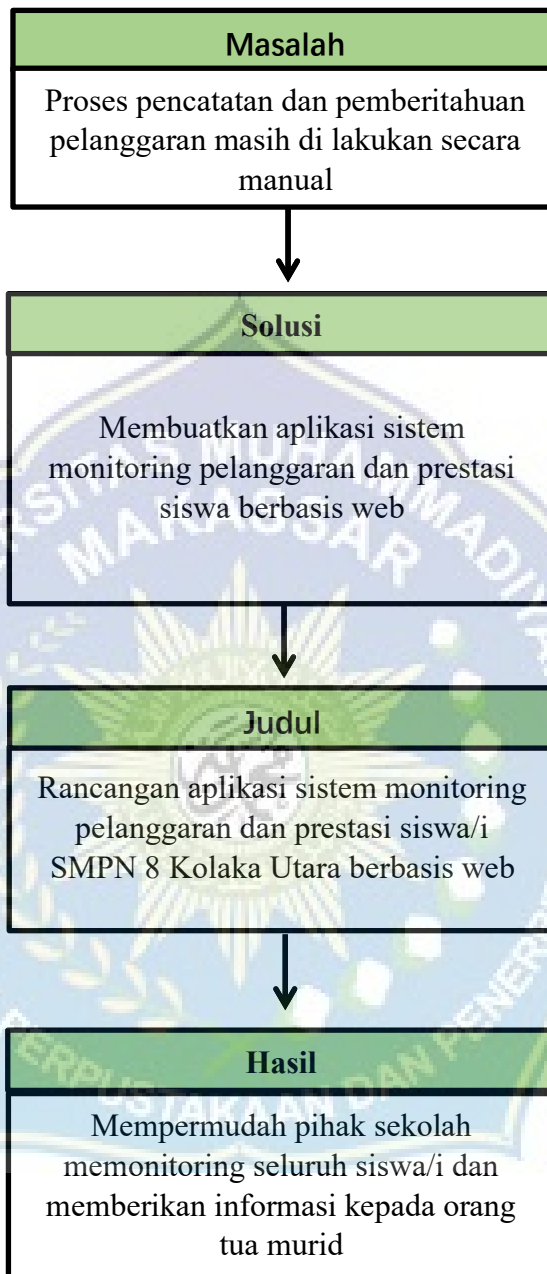 Masalah
Proses pencatatan dan pemberitahuan
pelanggaran masih di lakukan secara
manual
Solusi
Membuatkan aplikasi sistem
monitoring pelanggaran dan prestasi
siswa berbasis web
Judul
Rancangan aplikasi sistem monitoring
pelanggaran dan prestasi siswa/i
SMPN 8 Kolaka Utara berbasis web
Hasil
Mempermudah pihak sekolah
memonitoring seluruh siswa/i dan
memberikan informasi kepada orang
tua murid
MAKASSAR